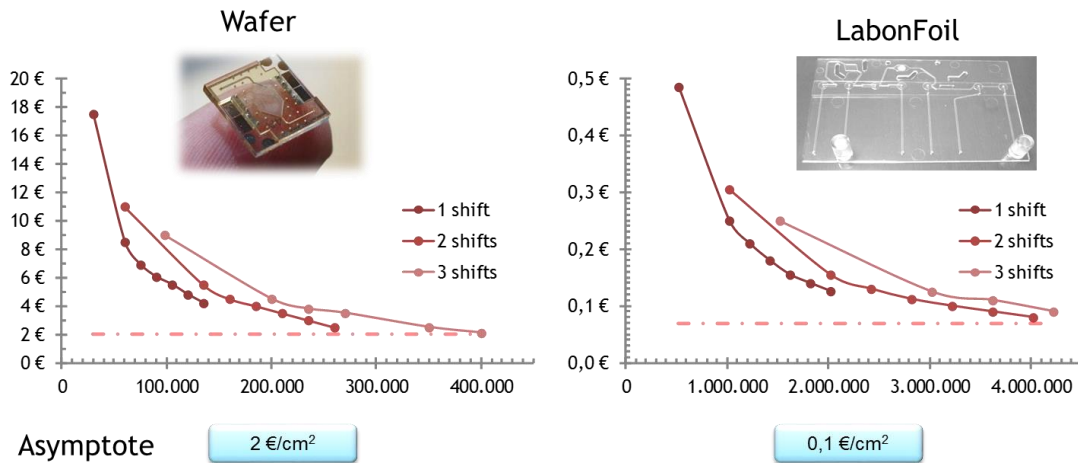 Wafer
20 €
18 €
16 €
14 €
12 €
10 €
8 €
6 €
4 €
2 €
0 €
0
100.000
200.000
300.000
400.000
1 shift
2 shifts
3 shifts
LabonFoil
0,5 €
0,4 €
0,3 €
0,2 €
0,1 €
0,0 €
0
1.000.000
2.000.000
3.000.000
4.000.000
1 shift
2 shifts
3 shifts
Asymptote
2 €/cm²
0,1 €/cm²